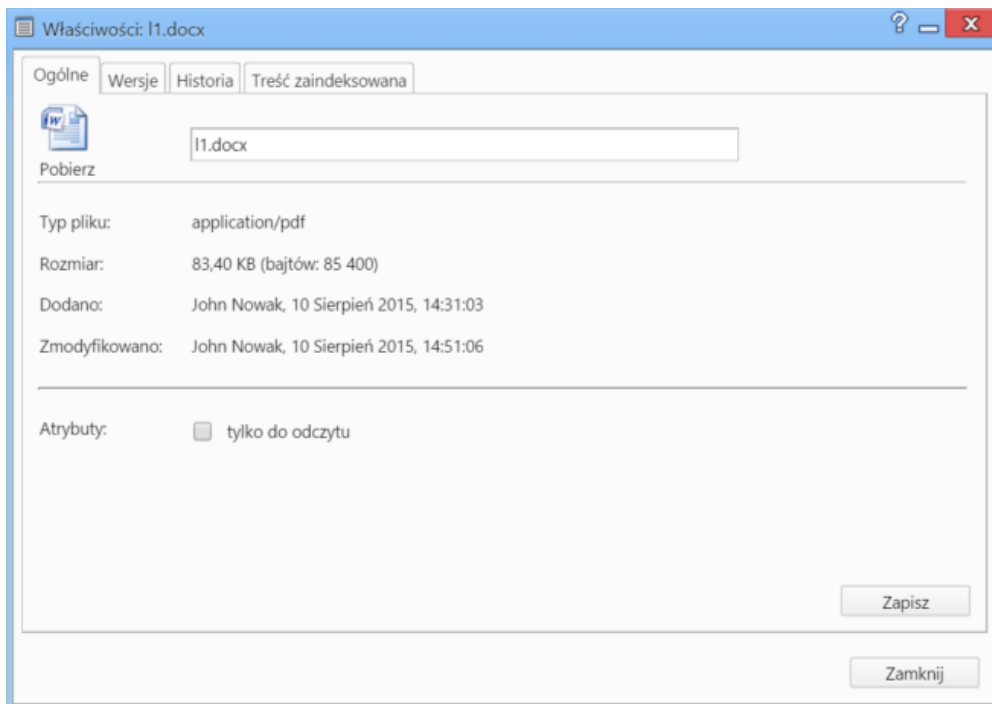 Właściwości: l1.docx
Ogólne Wersje Historia Treść zaindeksowana
l1.docx
Pobierz
Typ pliku: application/pdf
Rozmiar: 83,40 KB (bajtów: 85 400)
Dodano: John Nowak, 10 Sierpień 2015, 14:31:03
Zmodyfikowano: John Nowak, 10 Sierpień 2015, 14:51:06
Atrybuty: tylko do odczytu
Zapisz
Zamknij